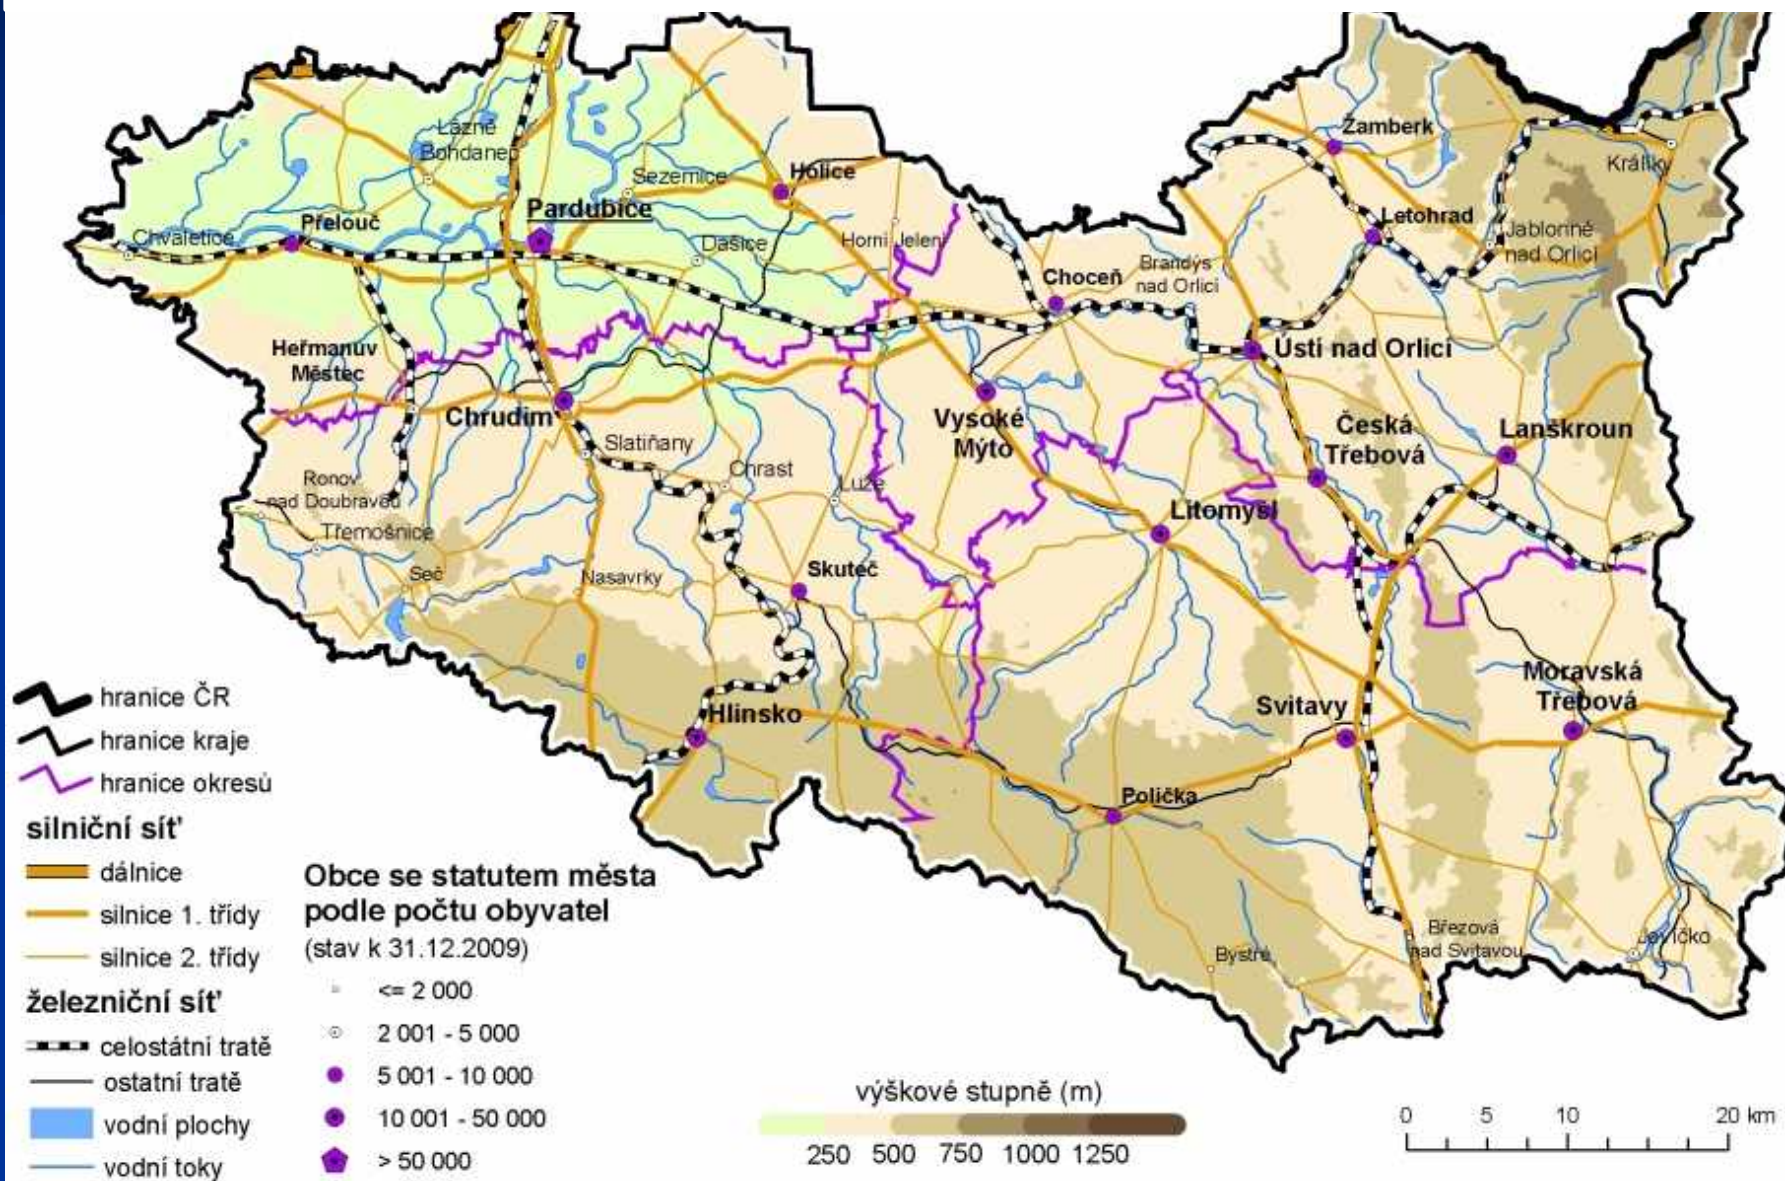 Žamberk
Lázně
Bohdaneč
Králíky
Sezemice
Holice
Přelouč
Pardubice
Letohrad
Chvaletice
Dašice
Horní Jelení
Jablonné
nad Orlicí
Choceň
Brandýs
nad Orlicí
Heřmanův
Městec
Ústí nad Orlicí
Chrudim
Vysoké
Mýto
Česká
Třebová
Lanškroun
Slatiňany
Chrast
Luže
Ronov
nad Doubravou
Litomyšl
Třemošnice
Seč
Nasavrky
Skuteč
Moravská
Třebová
Svitavy
Hlinsko
Polička
Březová
nad Svitavou
Jevíčko
Bystré
hranice ČR
hranice kraje
hranice okresů
silniční síť
dálnice
silnice 1. třídy
silnice 2. třídy
železniční síť
celostátní tratě
ostatní tratě
vodní plochy
vodní toky
Obce se statutem města
podle počtu obyvatel
(stav k 31.12.2009)
<= 2 000
2 001 - 5 000
5 001 - 10 000
10 001 - 50 000
> 50 000
výškové stupně (m)
250 500 750 1000 1250
0 5 10 20 km